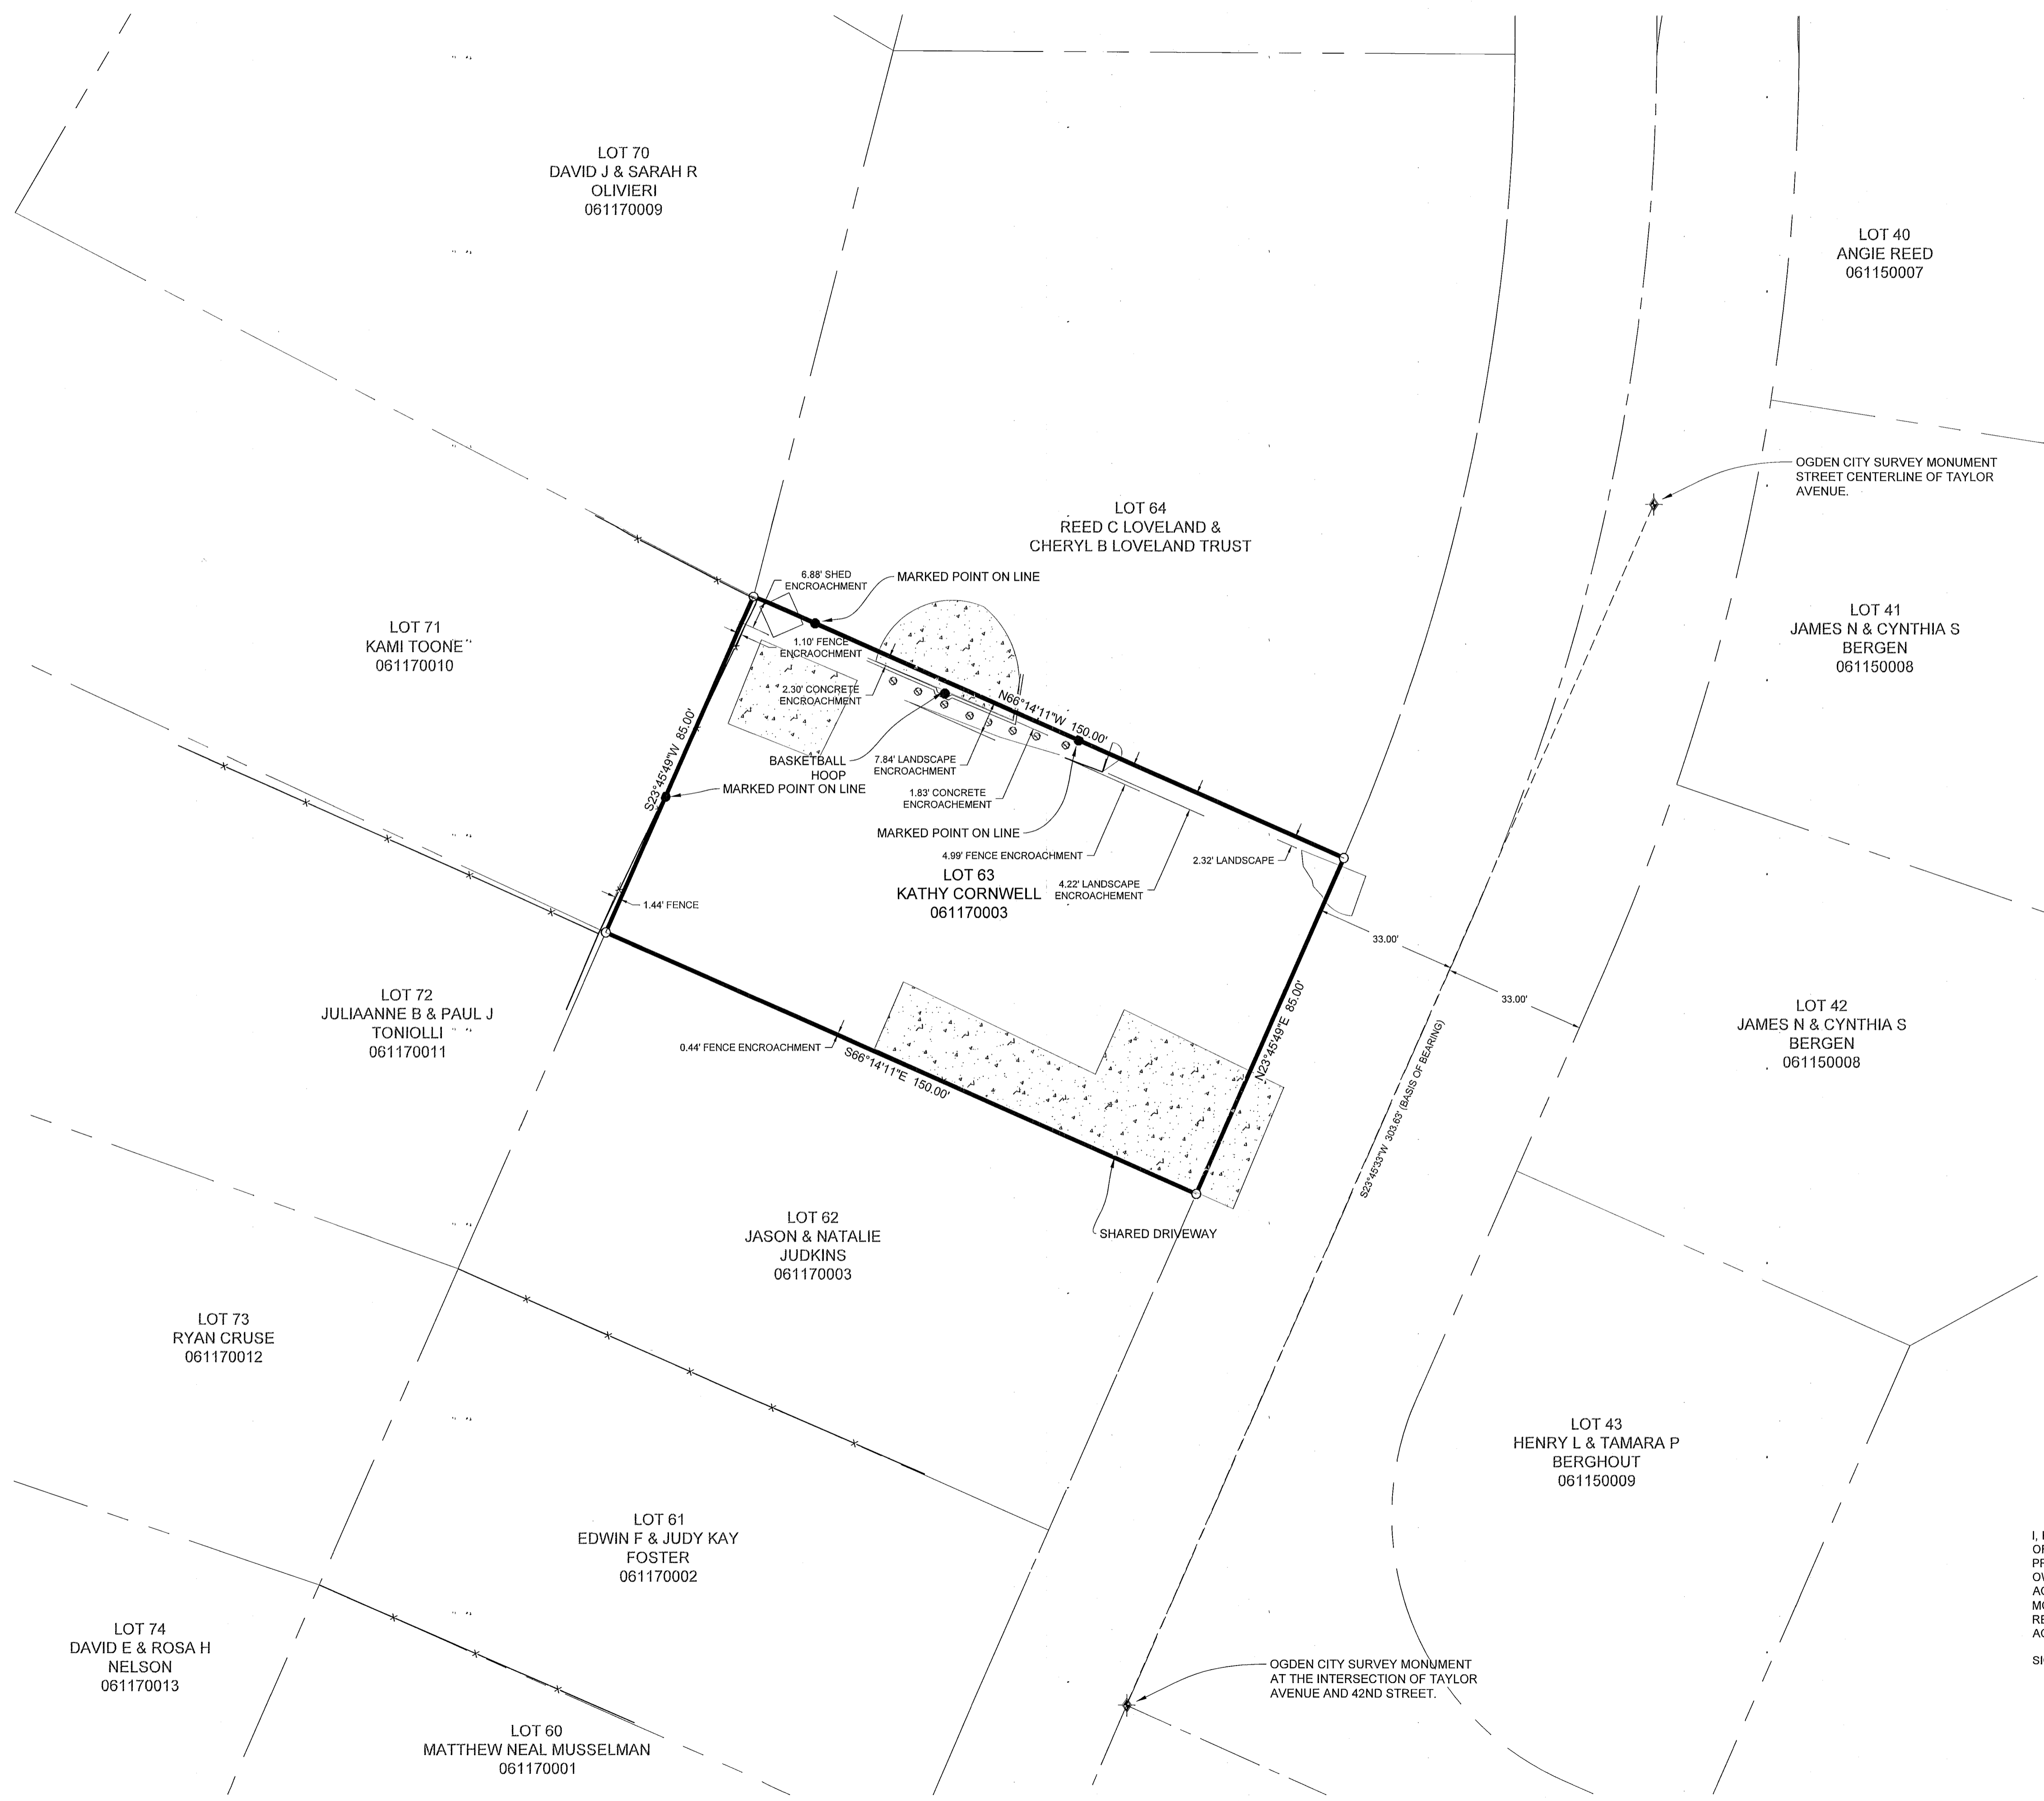 LOT 70
DAVID J & SARAH R
OLIVIERI
061170009
LOT 40
ANGIE REED
061150007
OGDEN CITY SURVEY MONUMENT
STREET CENTERLINE OF TAYLOR
AVENUE.
LOT 64
REED C LOVELAND &
CHERYL B LOVELAND TRUST
6.88' SHED
ENCROACHMENT
MARKED POINT ON LINE
LOT 71
KAMI TOONE
061170010
LOT 41
JAMES N & CYNTHIA S
BERGEN
061150008
1.10' FENCE
ENCRAOCHMENT
2.30' CONCRETE
ENCROACHMENT
N66°14'11"W 150.00'
S23°45'49"W 85.00'
BASKETBALL
HOOP
MARKED POINT ON LINE
7.84' LANDSCAPE
ENCROACHMENT
1.83' CONCRETE
ENCROACHEMENT
MARKED POINT ON LINE
4.99' FENCE ENCROACHMENT
2.32' LANDSCAPE
LOT 63
KATHY CORNWELL
061170003
4.22' LANDSCAPE
ENCROACHEMENT
1.44' FENCE
33.00'
33.00'
LOT 72
JULIAANNE B & PAUL J
TONIOLLI
061170011
LOT 42
JAMES N & CYNTHIA S
BERGEN
061150008
0.44' FENCE ENCROACHMENT
S66°14'11"E 150.00'
N23°45'49"E 85.00'
S23°45'33"W 303.63' (BASIS OF BEARING)
LOT 62
JASON & NATALIE
JUDKINS
061170003
SHARED DRIVEWAY
LOT 73
RYAN CRUSE
061170012
LOT 43
HENRY L & TAMARA P
BERGHOUT
061150009
LOT 61
EDWIN F & JUDY KAY
FOSTER
061170002
LOT 74
DAVID E & ROSA H
NELSON
061170013
OGDEN CITY SURVEY MONUMENT
AT THE INTERSECTION OF TAYLOR
AVENUE AND 42ND STREET.
LOT 60
MATTHEW NEAL MUSSELMAN
061170001